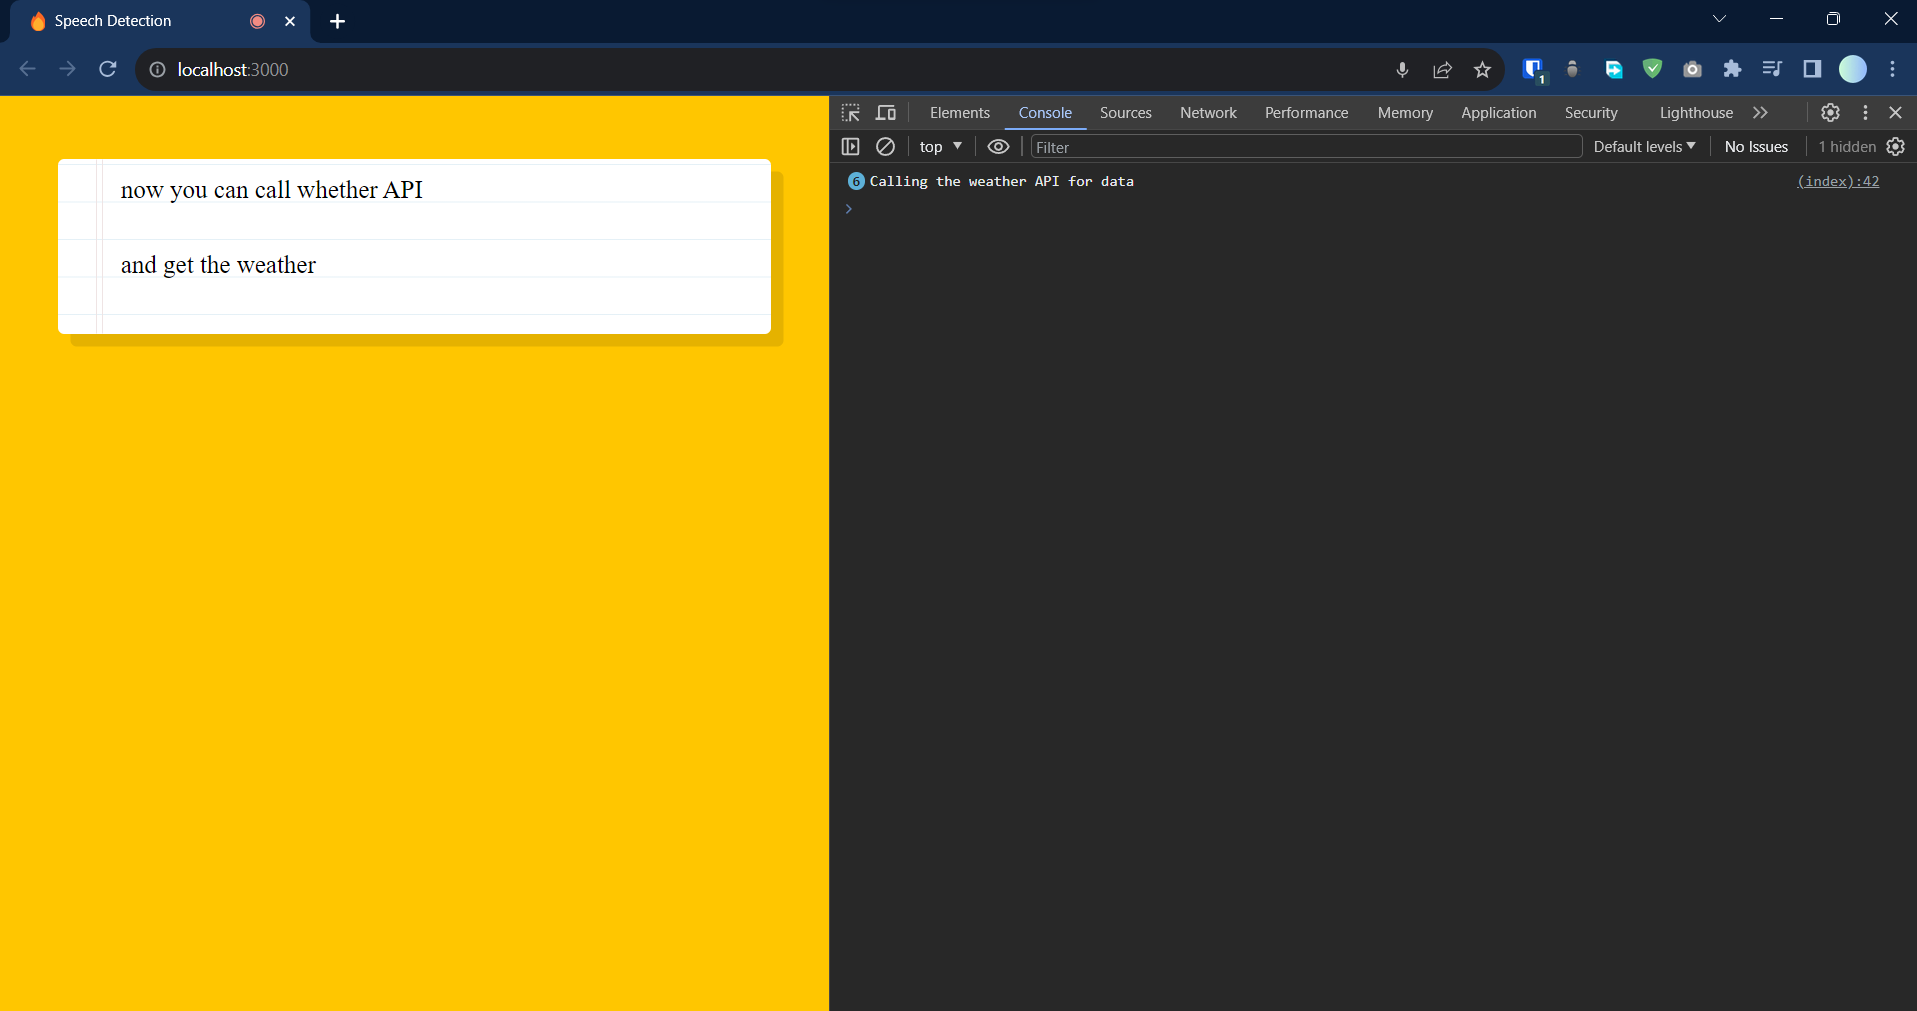 Speech Detection
localhost:3000
1
Elements Console Sources Network Performance Memory Application Security Lighthouse
top Filter Default levels No Issues 1 hidden
now you can call whether API
and get the weather
6 Calling the weather API for data (index):42